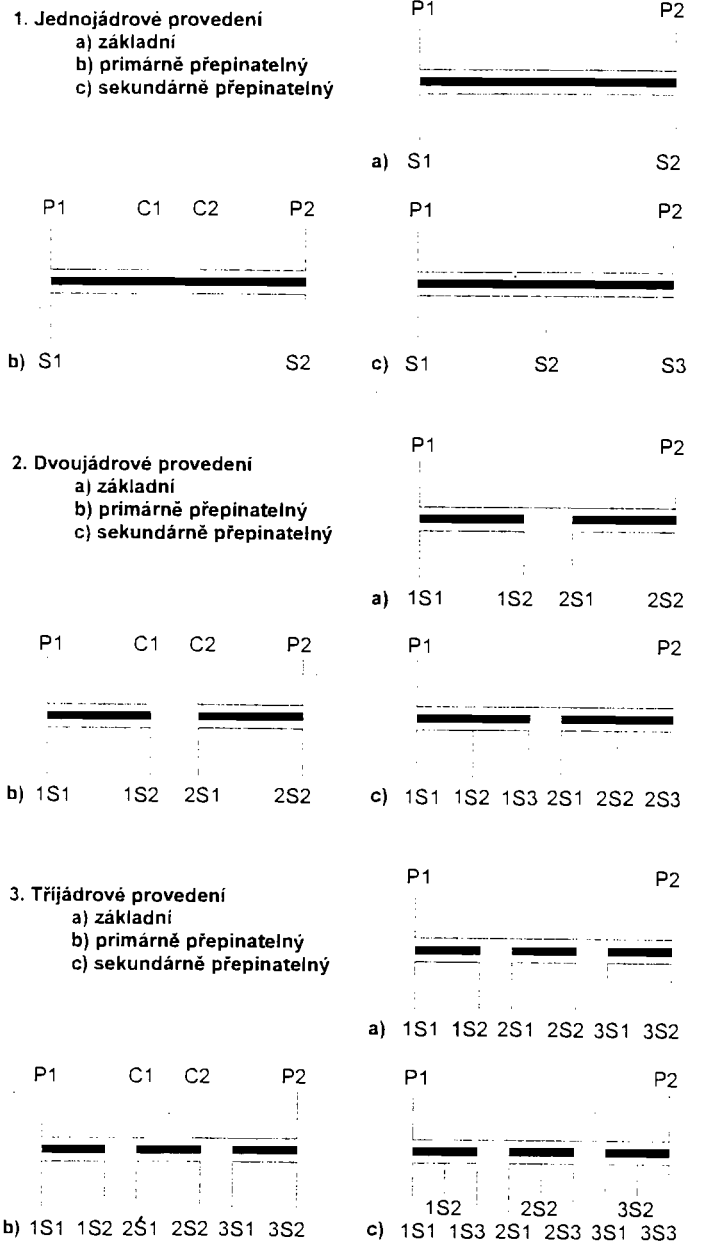 1. Jednojádrové provedení
a) základní
b) primárně přepinatelný
c) sekundárně přepinatelný
P1 P2
a) S1 S2
P1 C1 C2 P2
b) S1 S2
P1 P2
c) S1 S2 S3
2. Dvoujádrové provedení
a) základní
b) primárně přepinatelný
c) sekundárně přepinatelný
P1 P2
a) 1S1 1S2 2S1 2S2
P1 C1 C2 P2
b) 1S1 1S2 2S1 2S2
P1 P2
c) 1S1 1S2 1S3 2S1 2S2 2S3
3. Tříjádrové provedení
a) základní
b) primárně přepinatelný
c) sekundárně přepinatelný
P1 P2
a) 1S1 1S2 2S1 2S2 3S1 3S2
P1 C1 C2 P2
b) 1S1 1S2 2S1 2S2 3S1 3S2
P1 P2
1S2 2S2 3S2
c) 1S1 1S3 2S1 2S3 3S1 3S3